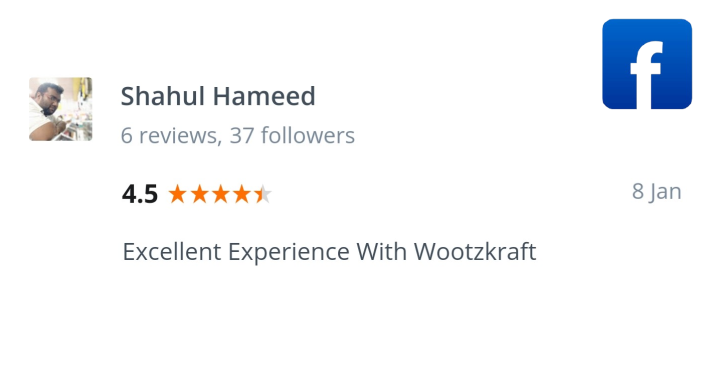 Shahul Hameed
6 reviews, 37 followers
4.5
8 Jan
Excellent Experience With Wootzkraft